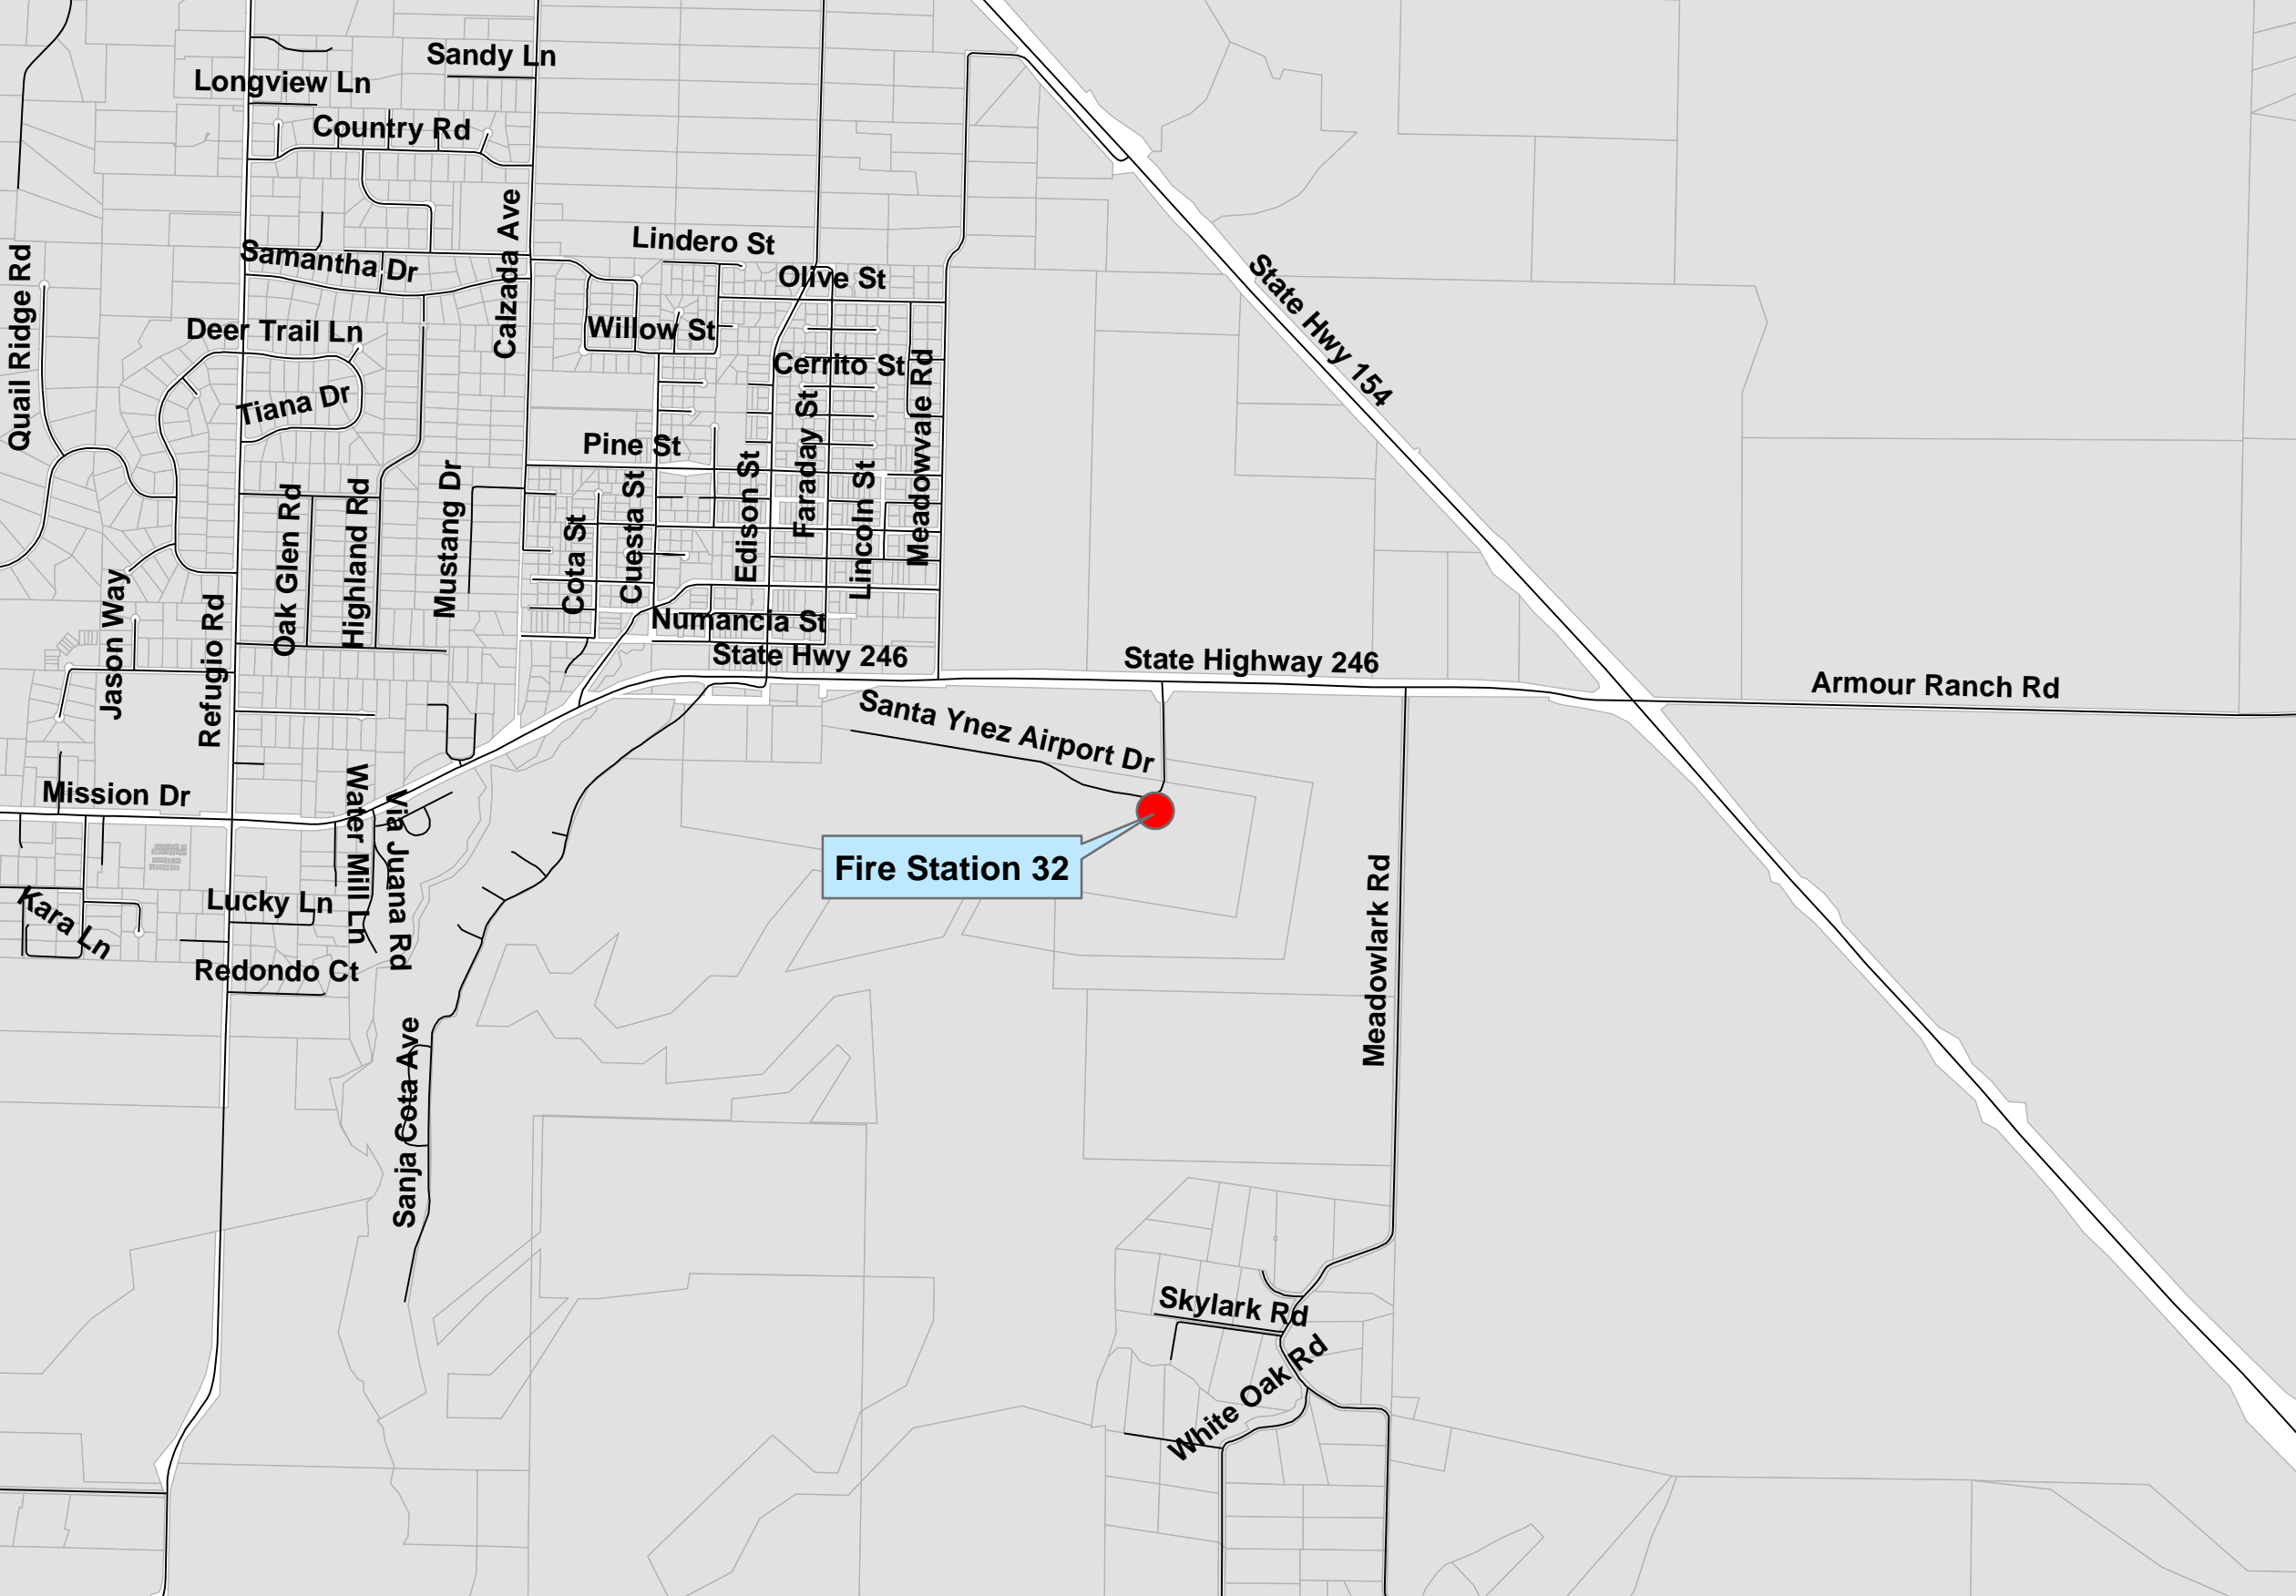 Sandy Ln
Longview Ln
Country Rd
Calzada Ave
Lindero St
Samantha Dr
Quail Ridge Rd
Olive St
State Hwy 154
Willow St
Deer Trail Ln
Cerrito St
Tiana Dr
Meadowvale Rd
Faraday St
Pine St
Edison St
Lincoln St
Cuesta St
Cota St
Mustang Dr
Highland Rd
Oak Glen Rd
Jason Way
Refugio Rd
Numancia St
State Hwy 246
State Highway 246
Armour Ranch Rd
Santa Ynez Airport Dr
Mission Dr
Water Mill Ln
Via Juana Rd
Fire Station 32
Meadowlark Rd
Kara Ln
Lucky Ln
Redondo Ct
Sanja Cota Ave
Skylark Rd
White Oak Rd